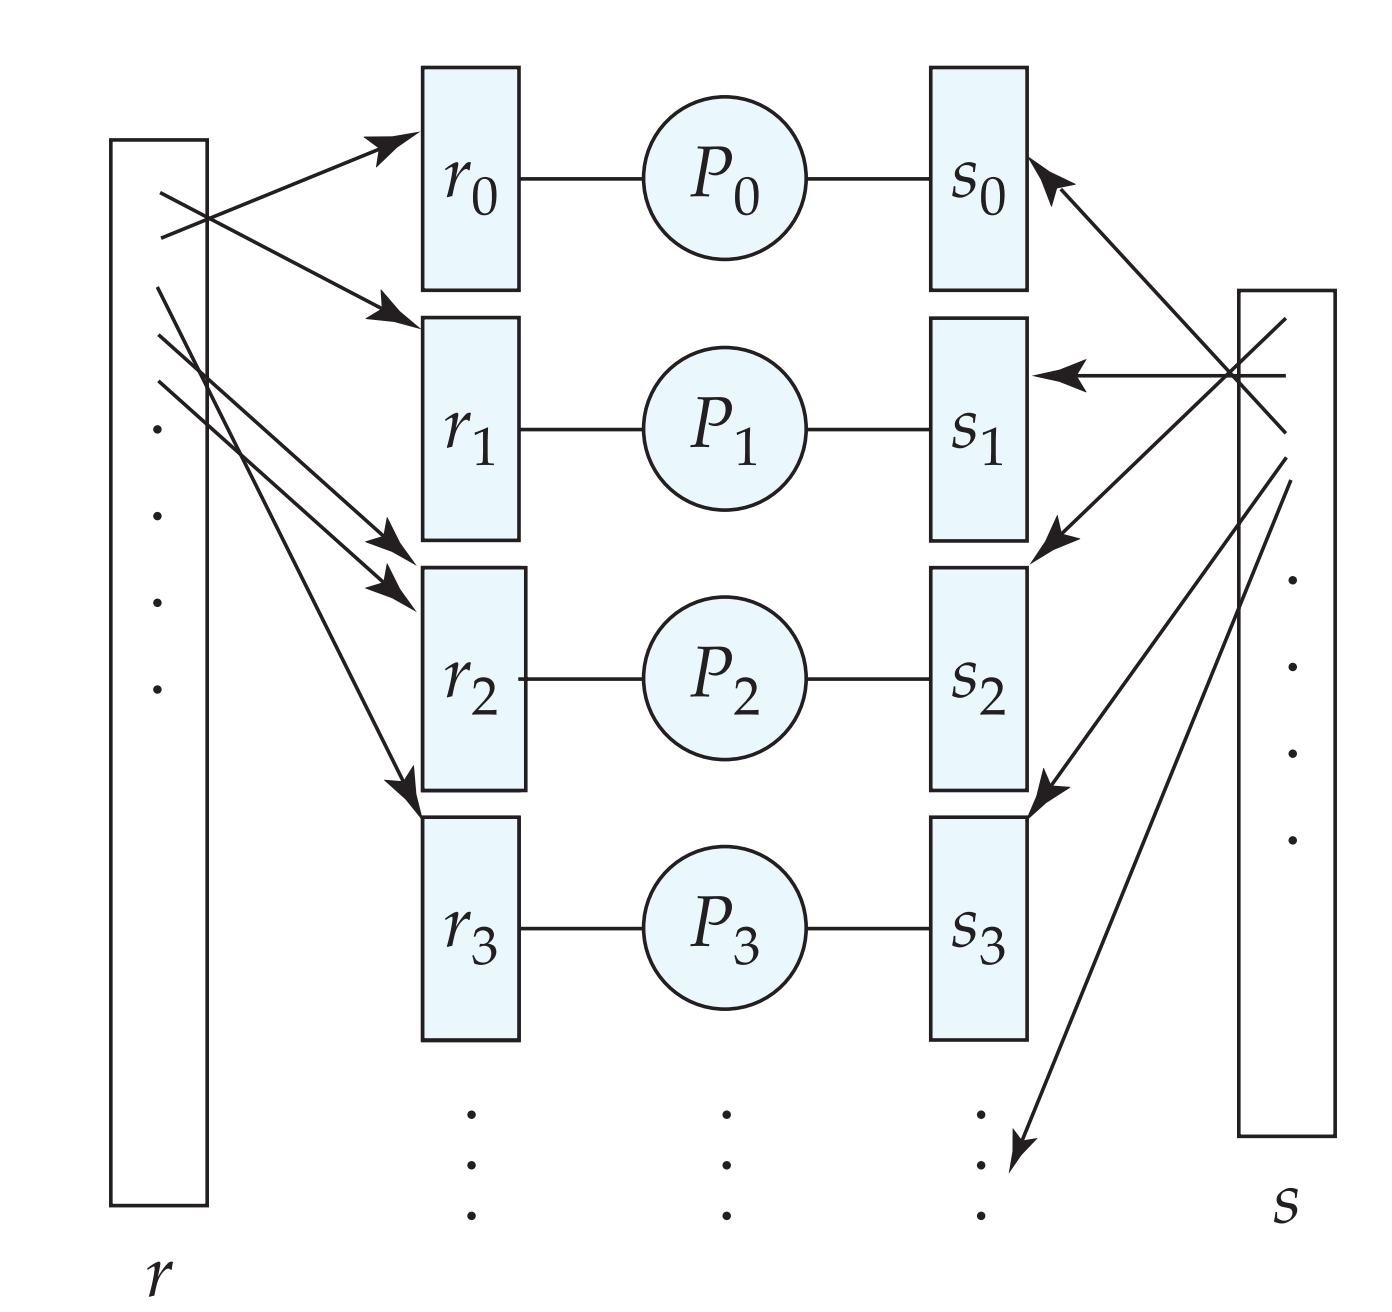 r₀ P₀ s₀
r₁ P₁ s₁
r₂ P₂ s₂
r₃ P₃ s₃
s
r